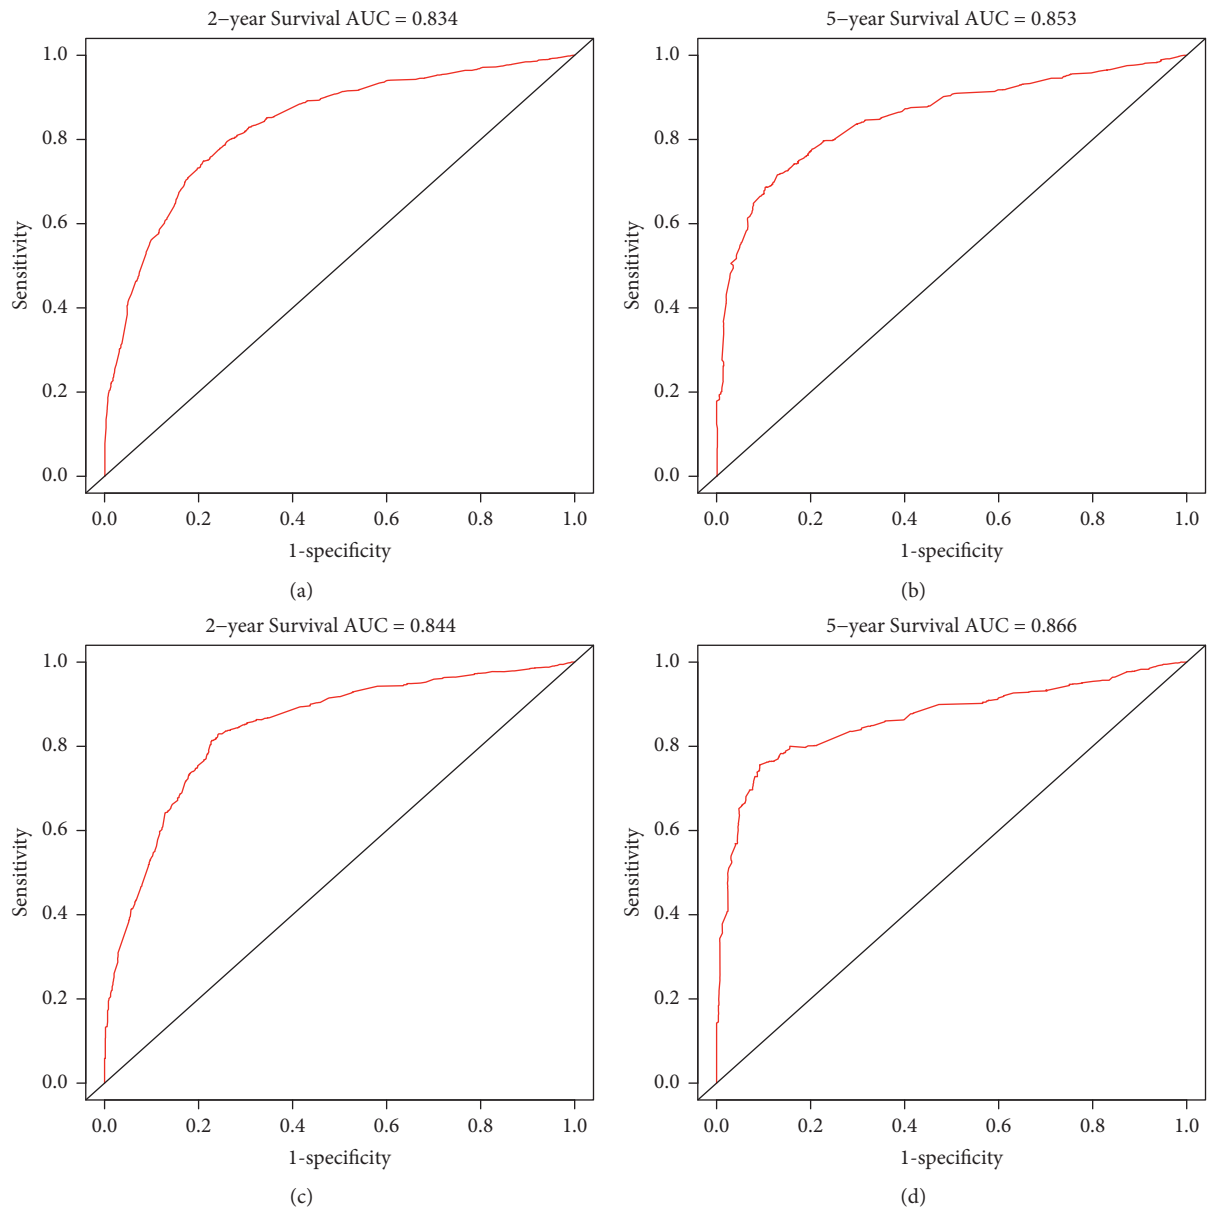 2−year Survival AUC = 0.834
1.0
0.8
0.6
0.4
0.2
0.0
Sensitivity
0.0 0.2 0.4 0.6 0.8 1.0
1-specificity
(a)
5−year Survival AUC = 0.853
1.0
0.8
0.6
0.4
0.2
0.0
Sensitivity
0.0 0.2 0.4 0.6 0.8 1.0
1-specificity
(b)
2−year Survival AUC = 0.844
1.0
0.8
0.6
0.4
0.2
0.0
Sensitivity
0.0 0.2 0.4 0.6 0.8 1.0
1-specificity
(c)
5−year Survival AUC = 0.866
1.0
0.8
0.6
0.4
0.2
0.0
Sensitivity
0.0 0.2 0.4 0.6 0.8 1.0
1-specificity
(d)